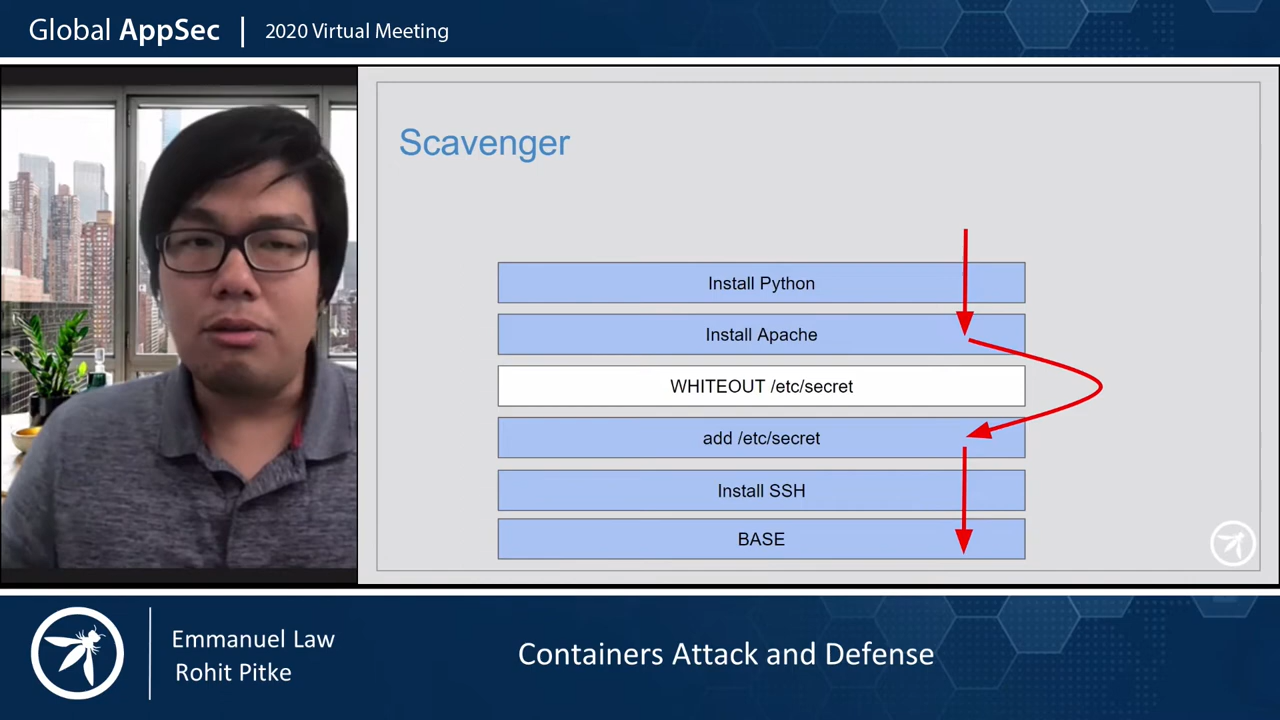 Global AppSec | 2020 Virtual Meeting
Scavenger
Install Python
Install Apache
WHITEOUT /etc/secret
add /etc/secret
Install SSH
BASE
Emmanuel Law
Rohit Pitke
Containers Attack and Defense